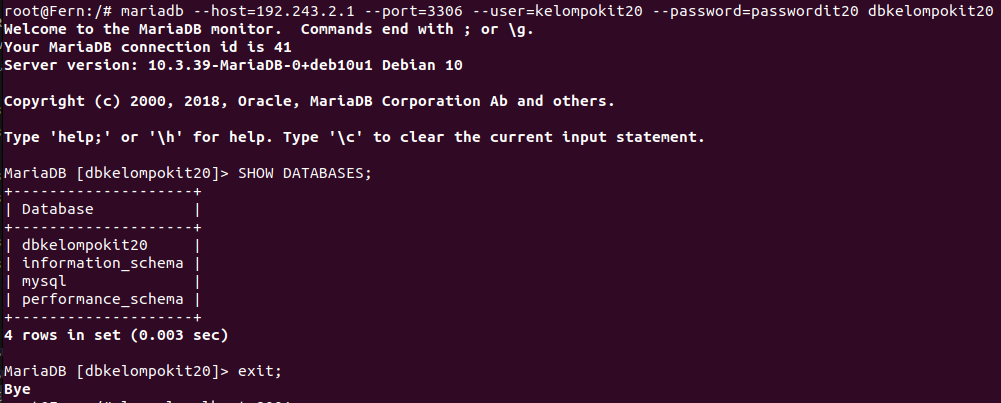 root@Fern:/# mariadb --host=192.243.2.1 --port=3306 --user=kelompokit20 --password=passwordit20 dbkelompokit20
Welcome to the MariaDB monitor.  Commands end with ; or \g.
Your MariaDB connection id is 41
Server version: 10.3.39-MariaDB-0+deb10u1 Debian 10

Copyright (c) 2000, 2018, Oracle, MariaDB Corporation Ab and others.

Type 'help;' or '\h' for help. Type '\c' to clear the current input statement.

MariaDB [dbkelompokit20]> SHOW DATABASES;
+--------------------+
| Database           |
+--------------------+
| dbkelompokit20     |
| information_schema |
| mysql              |
| performance_schema |
+--------------------+
4 rows in set (0.003 sec)

MariaDB [dbkelompokit20]> exit;
Bye